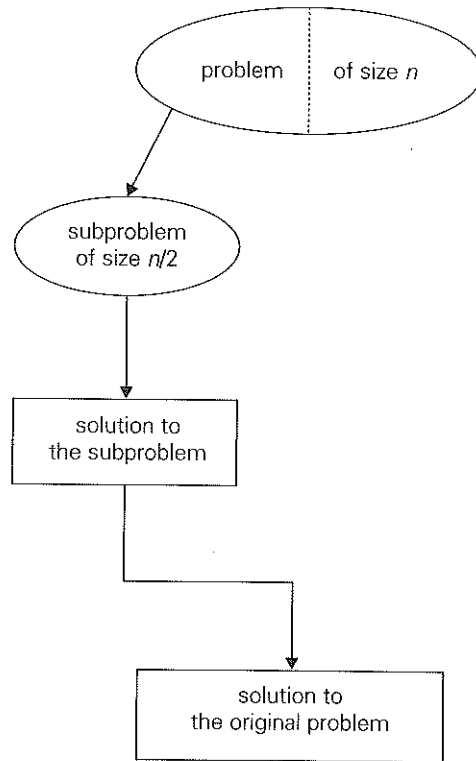 problem of size n
subproblem
of size n/2
solution to
the subproblem
solution to
the original problem